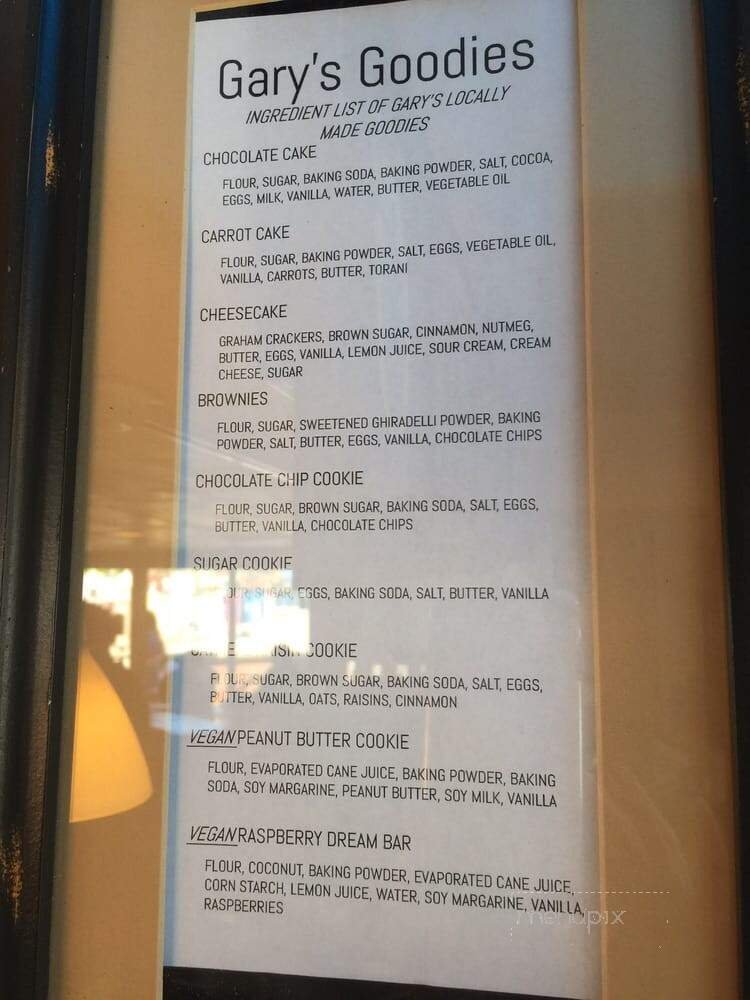 Gary's Goodies
INGREDIENT LIST OF GARY'S LOCALLY
MADE GOODIES
CHOCOLATE CAKE
FLOUR, SUGAR, BAKING SODA, BAKING POWDER, SALT, COCOA,
EGGS, MILK, VANILLA, WATER, BUTTER, VEGETABLE OIL
CARROT CAKE
FLOUR, SUGAR, BAKING POWDER, SALT, EGGS, VEGETABLE OIL,
VANILLA, CARROTS, BUTTER, TORANI
CHEESECAKE
GRAHAM CRACKERS, BROWN SUGAR, CINNAMON, NUTMEG,
BUTTER, EGGS, VANILLA, LEMON JUICE, SOUR CREAM, CREAM
CHEESE, SUGAR
BROWNIES
FLOUR, SUGAR, SWEETENED GHIRADELLI POWDER, BAKING
POWDER, SALT, BUTTER, EGGS, VANILLA, CHOCOLATE CHIPS
CHOCOLATE CHIP COOKIE
FLOUR, SUGAR, BROWN SUGAR, BAKING SODA, SALT, EGGS,
BUTTER, VANILLA, CHOCOLATE CHIPS
SUGAR COOKIE
FLOUR, SUGAR, EGGS, BAKING SODA, SALT, BUTTER, VANILLA
RAISIN COOKIE
FLOUR, SUGAR, BROWN SUGAR, BAKING SODA, SALT, EGGS,
BUTTER, VANILLA, OATS, RAISINS, CINNAMON
VEGAN PEANUT BUTTER COOKIE
FLOUR, EVAPORATED CANE JUICE, BAKING POWDER, BAKING
SODA, SOY MARGARINE, PEANUT BUTTER, SOY MILK, VANILLA
VEGAN RASPBERRY DREAM BAR
FLOUR, COCONUT, BAKING POWDER, EVAPORATED CANE JUICE,
CORN STARCH, LEMON JUICE, WATER, SOY MARGARINE, VANILLA,
RASPBERRIES
menupix